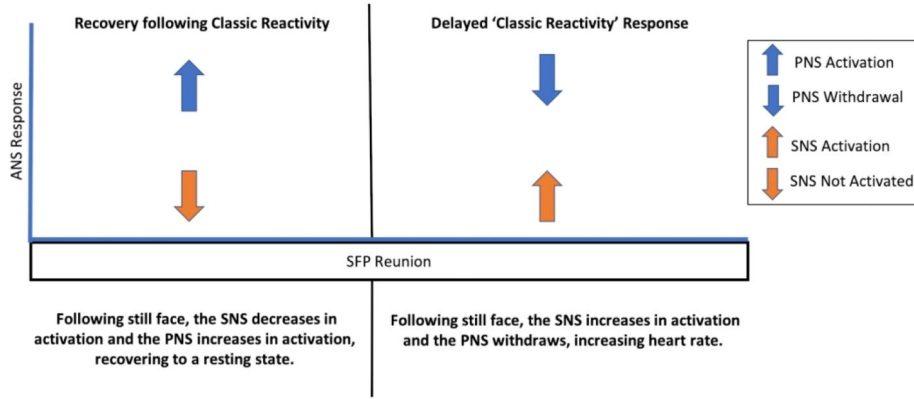 Recovery following Classic Reactivity
Delayed ‘Classic Reactivity’ Response
ANS Response
PNS Activation
PNS Withdrawal
SNS Activation
SNS Not Activated
SFP Reunion
Following still face, the SNS decreases in
activation and the PNS increases in activation,
recovering to a resting state.
Following still face, the SNS increases in activation
and the PNS withdraws, increasing heart rate.